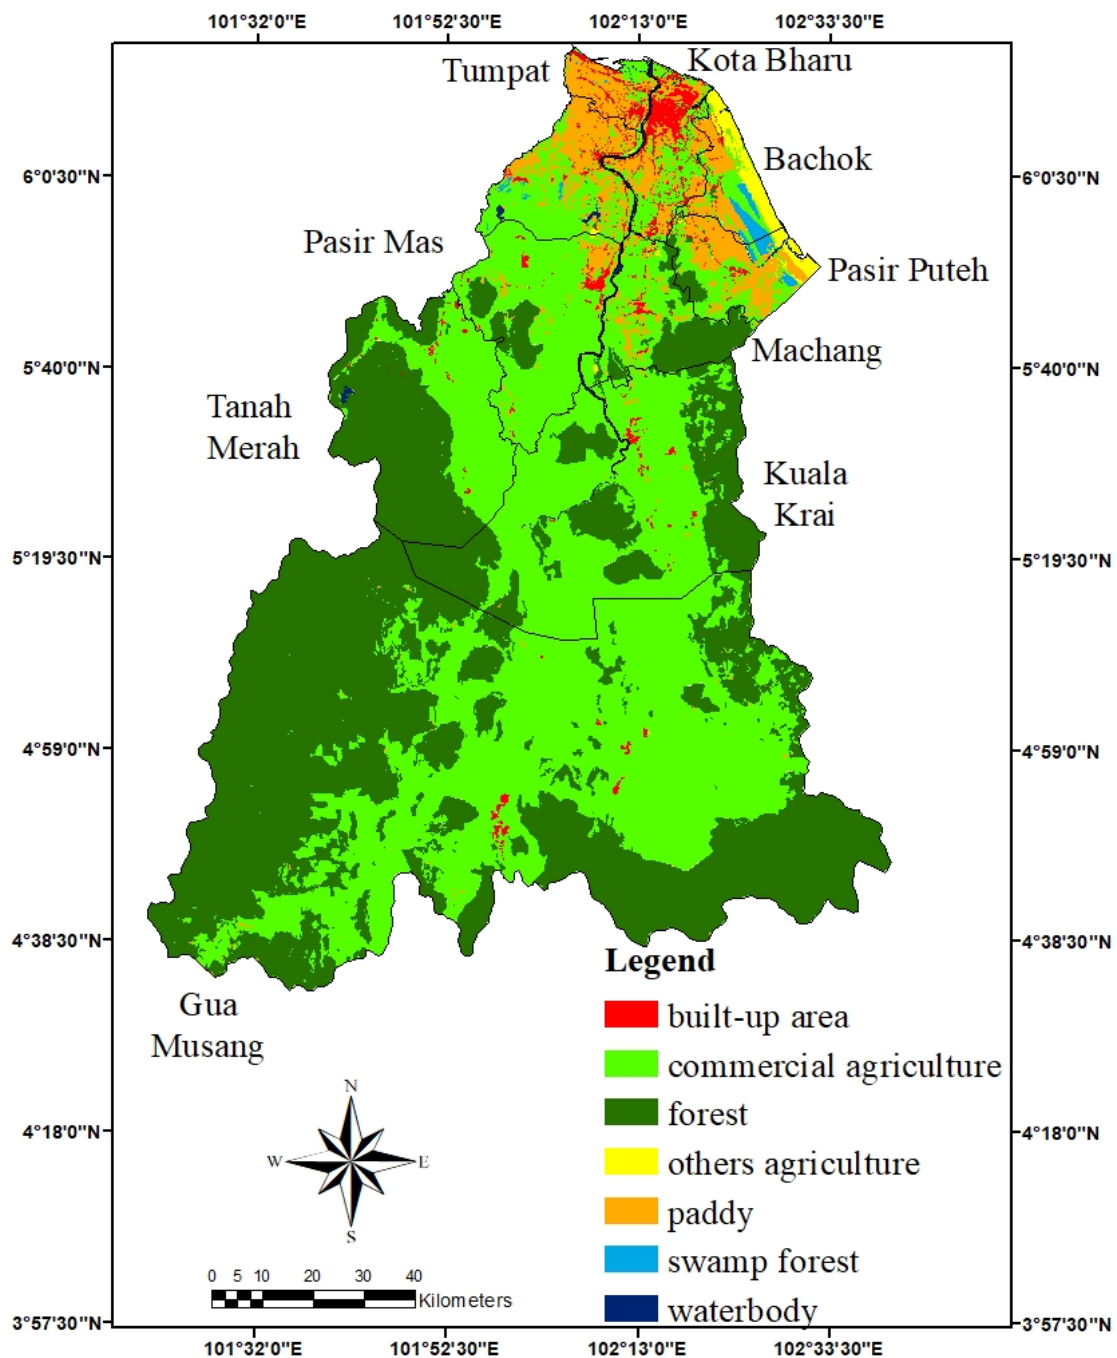 101°32'0"E 101°52'30"E 102°13'0"E 102°33'30"E
Tumpat
Kota Bharu
Bachok
6°0'30"N
6°0'30"N
Pasir Mas
Pasir Puteh
Machang
5°40'0"N
5°40'0"N
Tanah
Merah
Kuala
Krai
5°19'30"N
5°19'30"N
4°59'0"N
4°59'0"N
4°38'30"N
4°38'30"N
Gua
Musang
Legend
built-up area
commercial agriculture
forest
others agriculture
paddy
swamp forest
waterbody
4°18'0"N
4°18'0"N
N
W
E
S
0 5 10 20 30 40
Kilometers
3°57'30"N
3°57'30"N
101°32'0"E 101°52'30"E 102°13'0"E 102°33'30"E